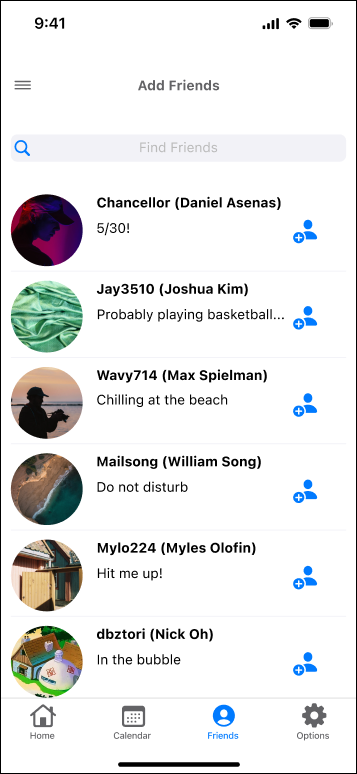 9:41
Add Friends
Find Friends
Chancellor (Daniel Asenas)
5/30!
Jay3510 (Joshua Kim)
Probably playing basketball...
Wavy714 (Max Spielman)
Chilling at the beach
Mailsong (William Song)
Do not disturb
Mylo224 (Myles Olofin)
Hit me up!
dbztori (Nick Oh)
In the bubble
Home Calendar Friends Options